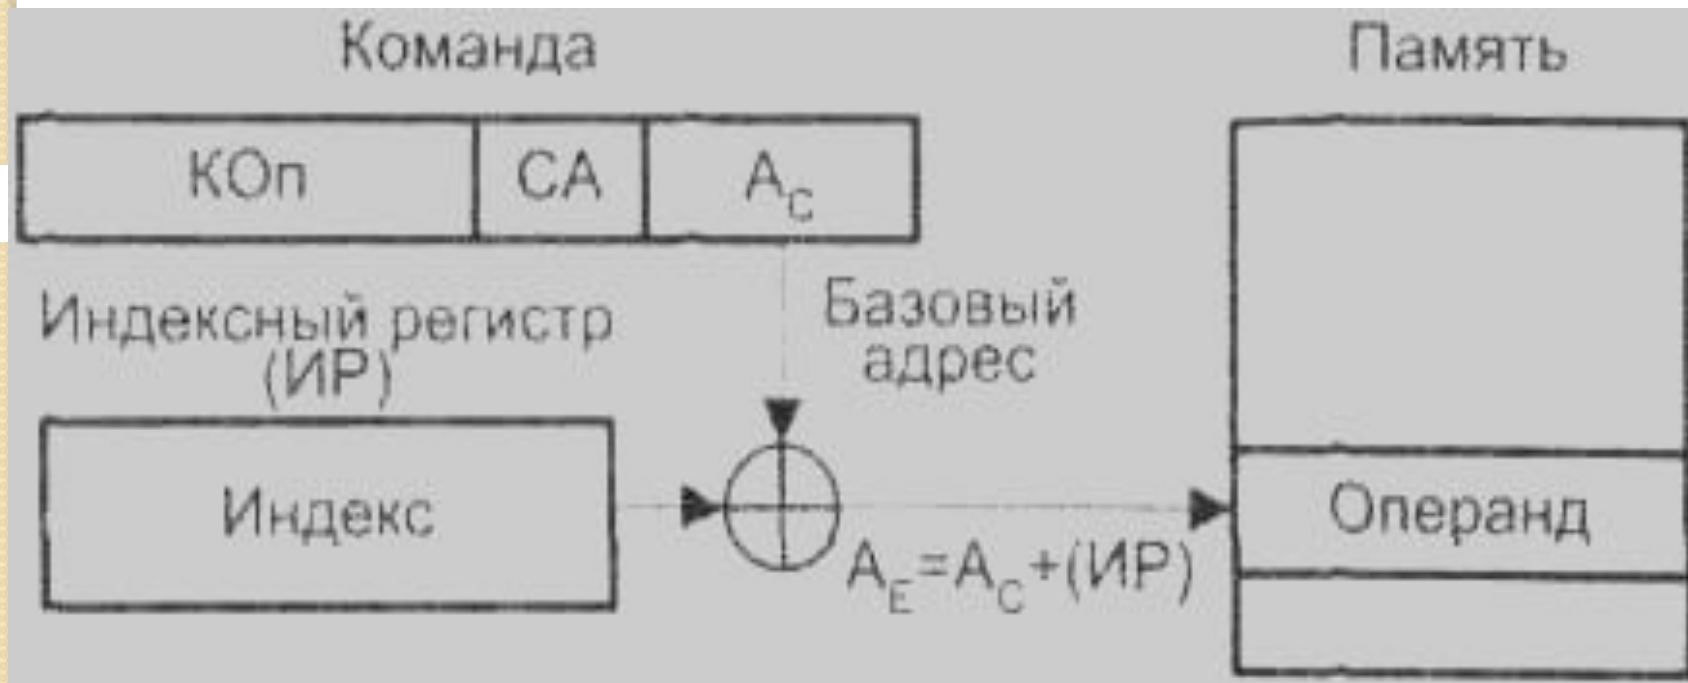 Команда
Память
КОп
СА
A_C
Индексный регистр
(ИР)
Базовый
адрес
Индекс
Операнд
A_E=A_C+(ИР)